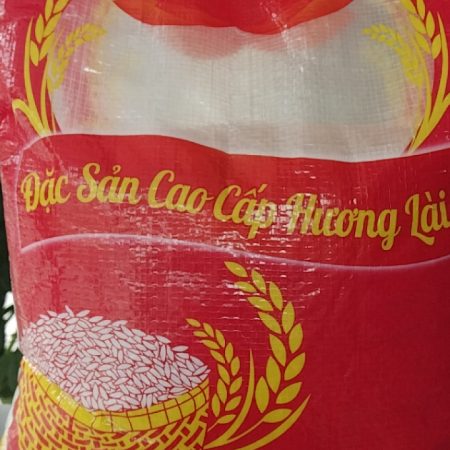 Đặc Sản Cao Cấp Hương Lài